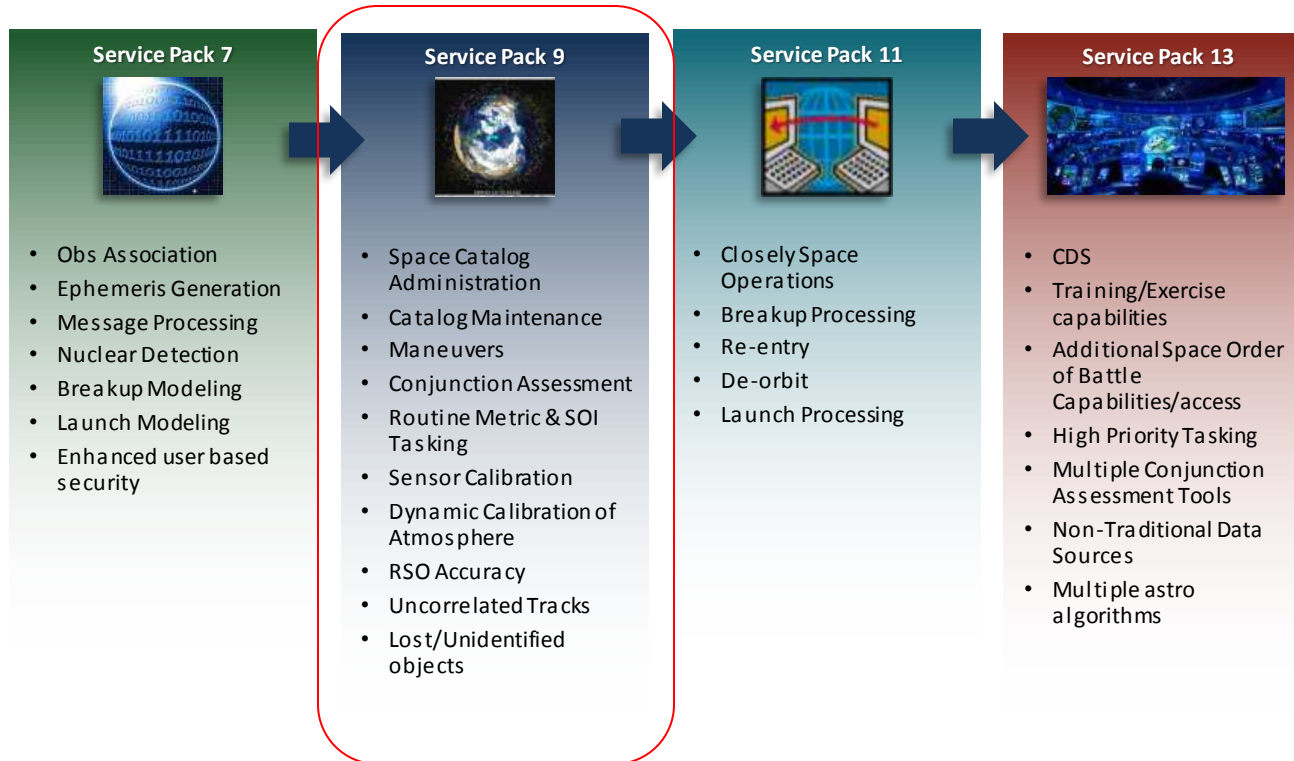 Service Pack 7
• Obs Association
• Ephemeris Generation
• Message Processing
• Nuclear Detection
• Breakup Modeling
• Launch Modeling
• Enhanced user based
security
Service Pack 9
• Space Catalog
Administration
• Catalog Maintenance
• Maneuvers
• Conjunction Assessment
• Routine Metric & SOI
Tasking
• Sensor Calibration
• Dynamic Calibration of
Atmosphere
• RSO Accuracy
• Uncorrelated Tracks
• Lost/Unidentified
objects
Service Pack 11
• Closely Space
Operations
• Breakup Processing
• Re-entry
• De-orbit
• Launch Processing
Service Pack 13
• CDS
• Training/Exercise
capabilities
• Additional Space Order
of Battle
Capabilities/access
• High Priority Tasking
• Multiple Conjunction
Assessment Tools
• Non-Traditional Data
Sources
• Multiple astro
algorithms